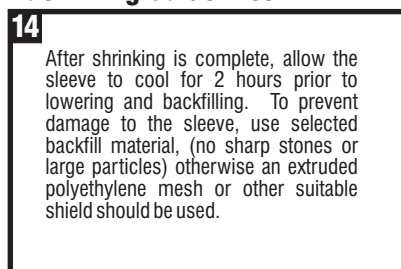 14
After shrinking is complete, allow the
sleeve to cool for 2 hours prior to
lowering and backfilling. To prevent
damage to the sleeve, use selected
backfill material, (no sharp stones or
large particles) otherwise an extruded
polyethylene mesh or other suitable
shield should be used.